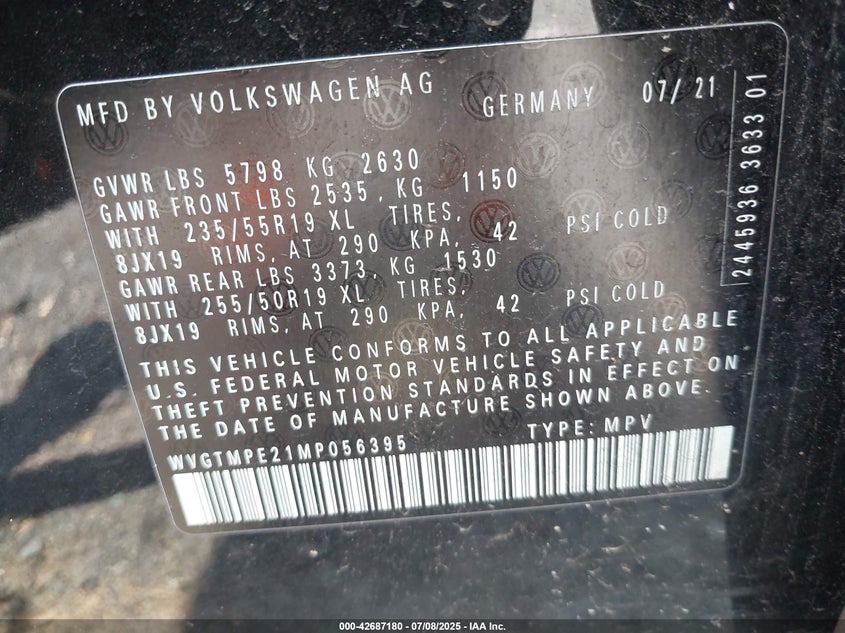 MFD BY VOLKSWAGEN AG GERMANY 07/21
GVWR LBS 5798 KG 2630
GAWR FRONT LBS 2535, KG 1150
WITH 235/55R19 XL TIRES,
8JX19 RIMS, AT 290 KPA, 42 PSI COLD
GAWR REAR LBS 3373 KG 1530
WITH 255/50R19 XL TIRES,
8JX19 RIMS, AT 290 KPA, 42 PSI COLD
THIS VEHICLE CONFORMS TO ALL APPLICABLE
U.S. FEDERAL MOTOR VEHICLE SAFETY AND
THEFT PREVENTION STANDARDS IN EFFECT ON
THE DATE OF MANUFACTURE SHOWN ABOVE.
WVGTMPE21MP056395 TYPE: MPV
2445936 3633 01
000-42687180 - 07/08/2025 - IAA Inc.